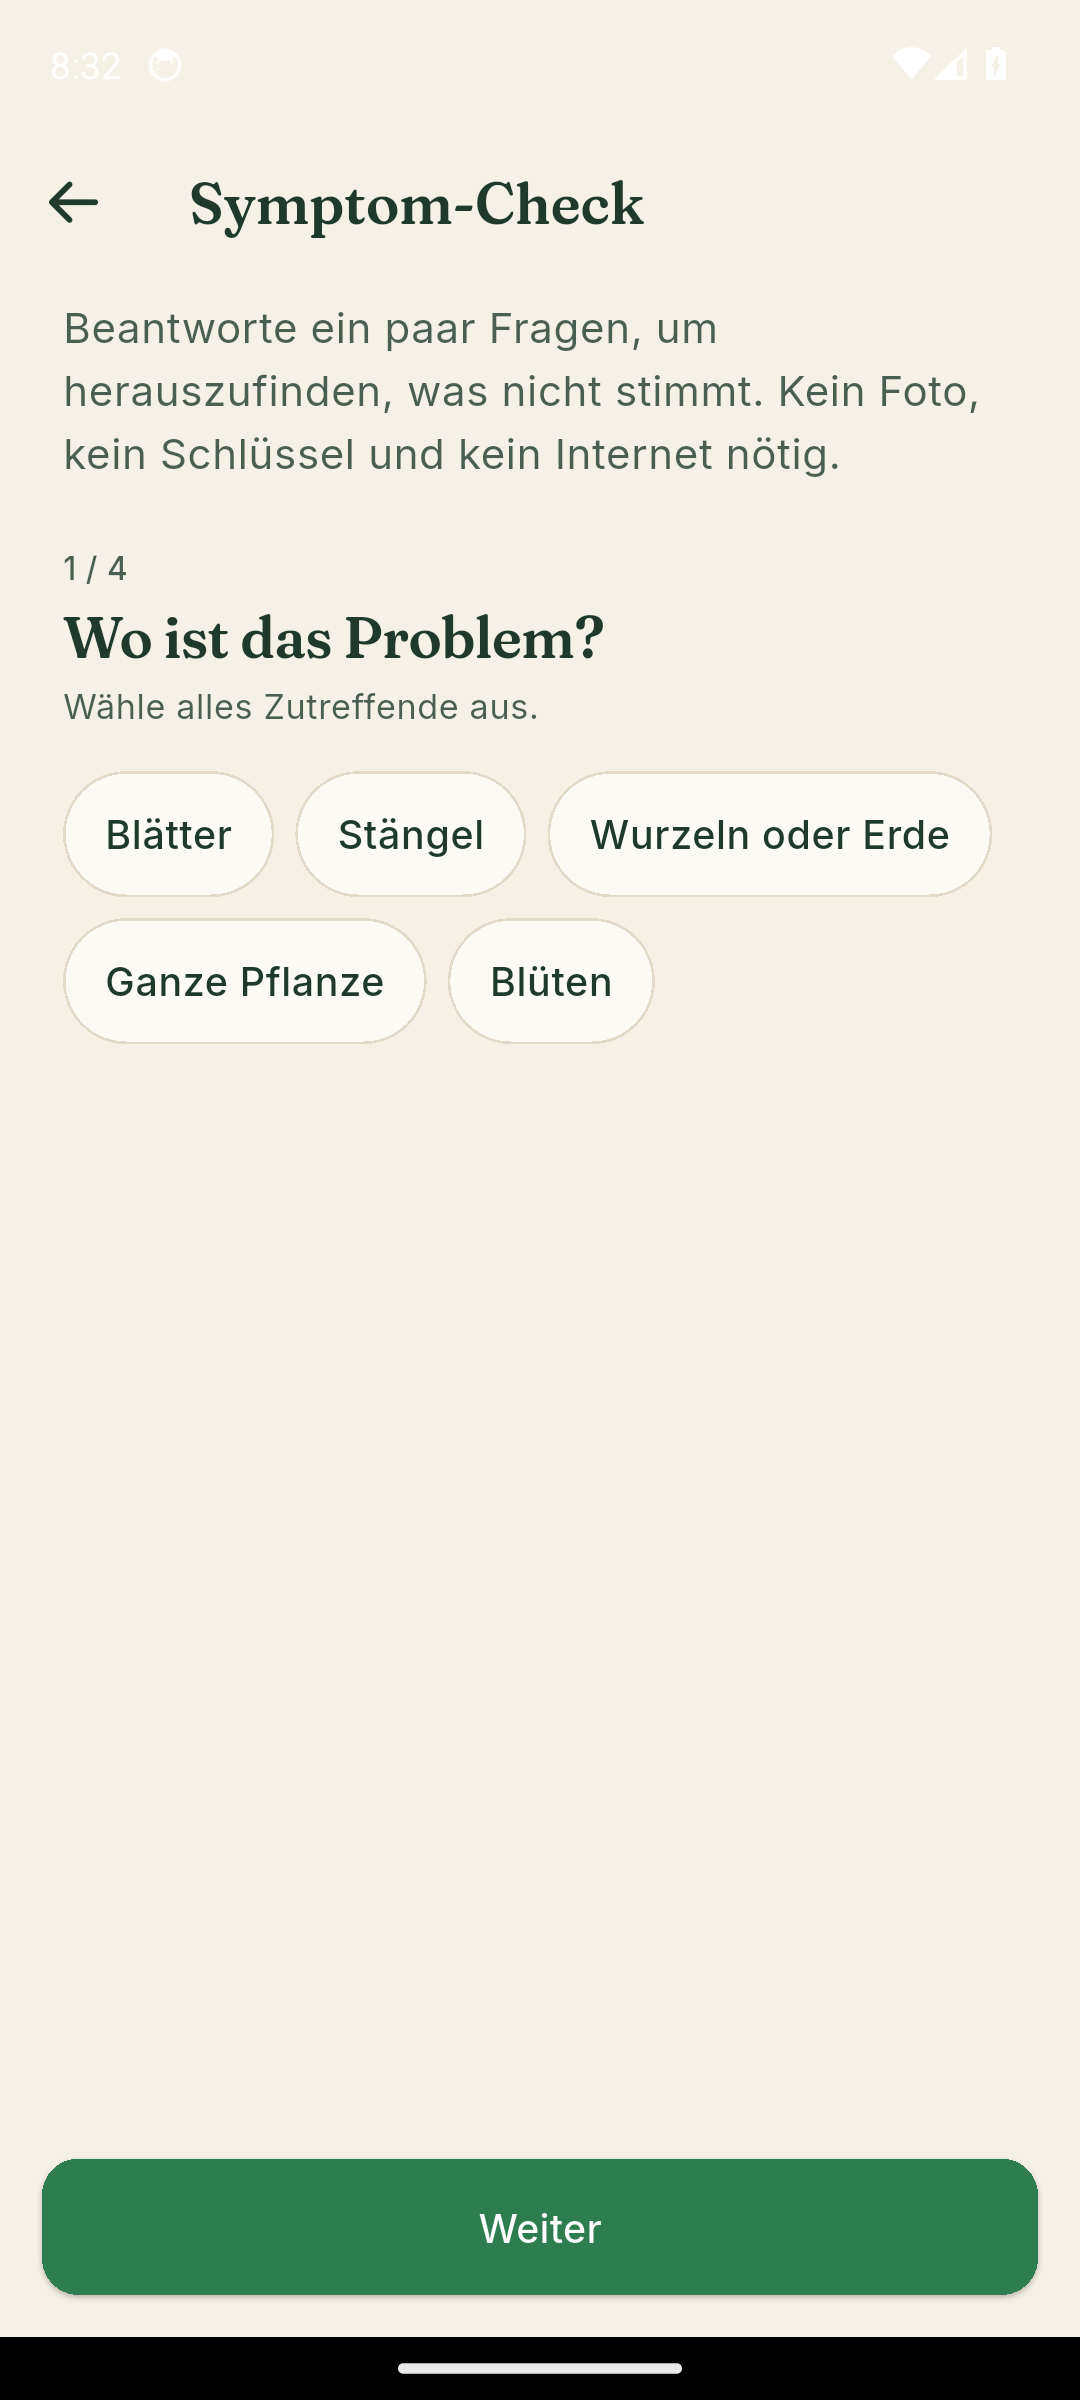 8:32
Symptom-Check
Beantworte ein paar Fragen, um
herauszufinden, was nicht stimmt. Kein Foto,
kein Schlüssel und kein Internet nötig.
1 / 4
Wo ist das Problem?
Wähle alles Zutreffende aus.
Blätter Stängel Wurzeln oder Erde
Ganze Pflanze Blüten
Weiter